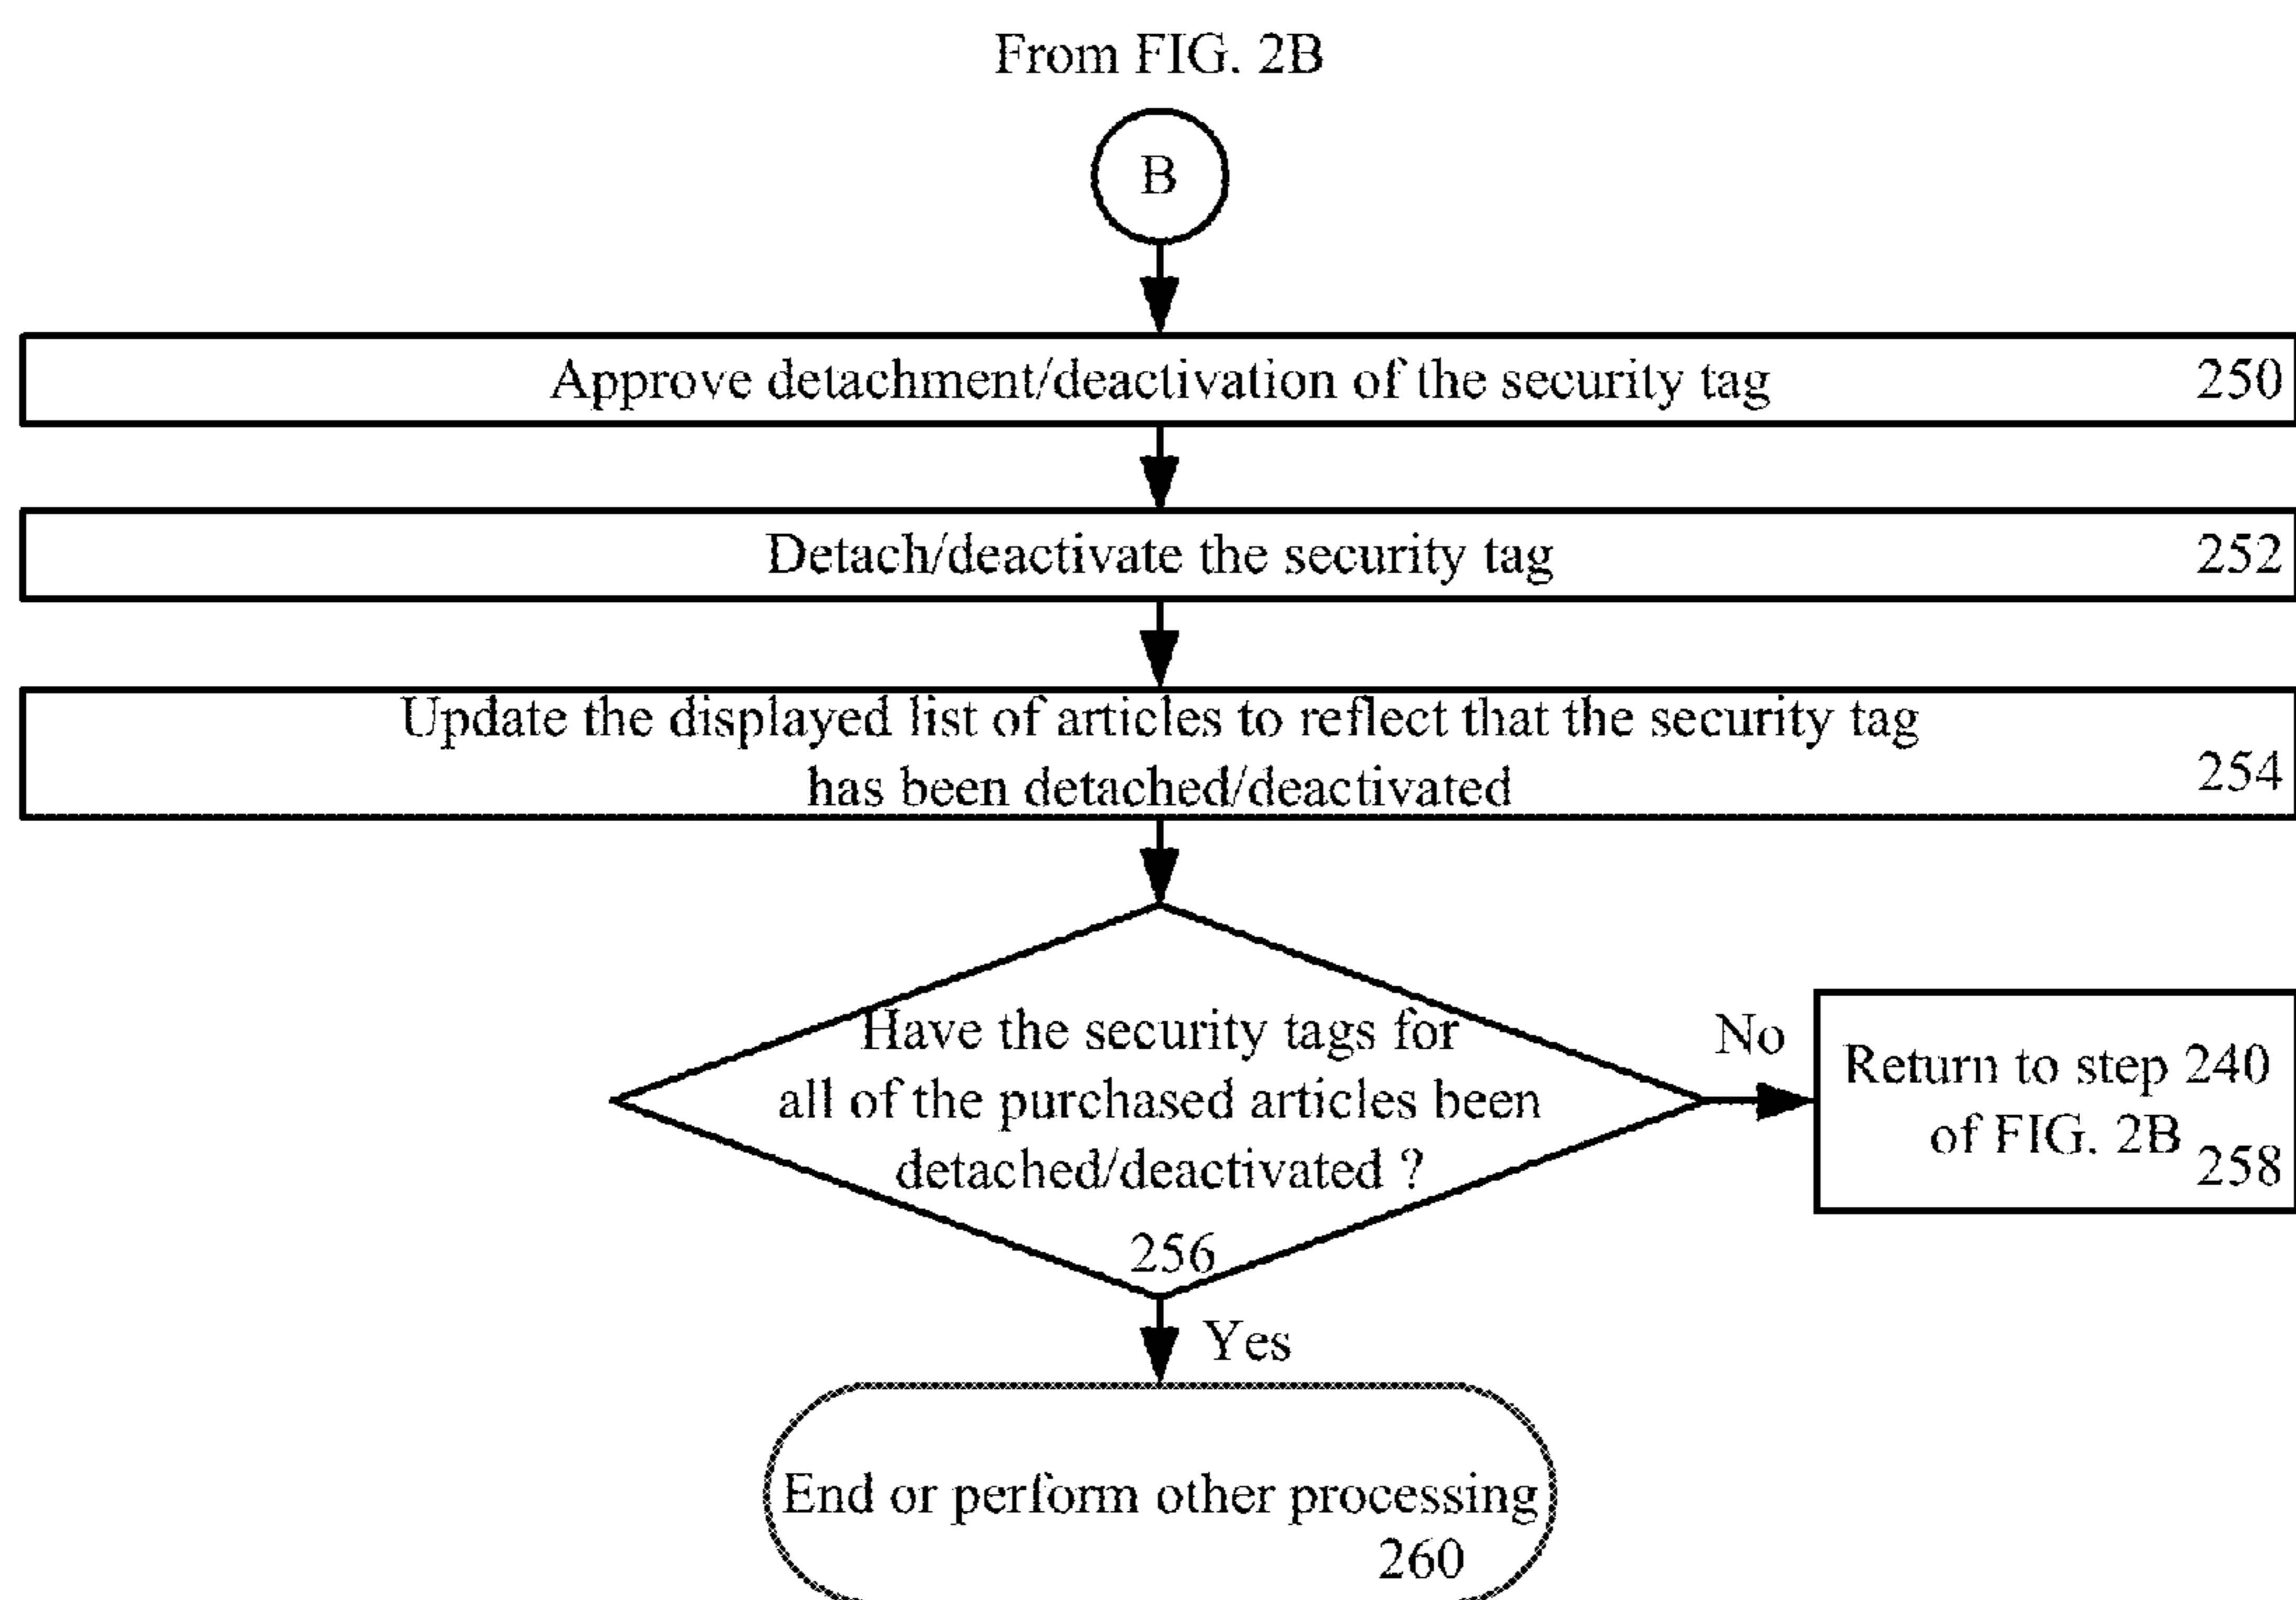 From FIG. 2B
B
Approve detachment/deactivation of the security tag 250
Detach/deactivate the security tag 252
Update the displayed list of articles to reflect that the security tag
has been detached/deactivated 254
Have the security tags for
all of the purchased articles been
detached/deactivated ?
256
No
Return to step 240
of FIG. 2B
258
Yes
End or perform other processing
260